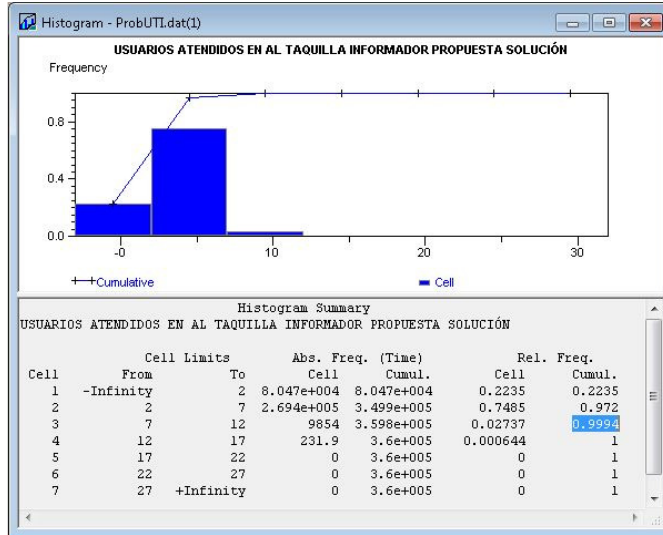 Histogram - ProbUTI.dat(1)
USUARIOS ATENDIDOS EN AL TAQUILLA INFORMADOR PROPUESTA SOLUCIÓN
Frequency
0.8
0.4
0.0
-0 10 20 30
Cumulative Cell
Histogram Summary
USUARIOS ATENDIDOS EN AL TAQUILLA INFORMADOR PROPUESTA SOLUCIÓN
Cell Limits Abs. Freq. (Time) Rel. Freq.
Cell From To Cell Cumul. Cell Cumul.
1 -Infinity 2 8.047e+004 8.047e+004 0.2235 0.2235
2 2 7 2.694e+005 3.499e+005 0.7485 0.972
3 7 12 9854 3.598e+005 0.02737 0.9994
4 12 17 231.9 3.6e+005 0.000644 1
5 17 22 0 3.6e+005 0 1
6 22 27 0 3.6e+005 0 1
7 27 +Infinity 0 3.6e+005 0 1